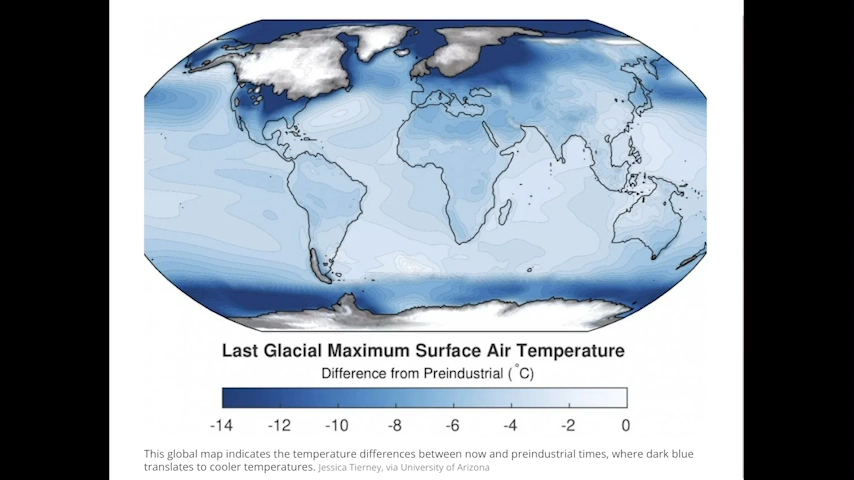 Last Glacial Maximum Surface Air Temperature
Difference from Preindustrial (°C)
-14 -12 -10 -8 -6 -4 -2 0
This global map indicates the temperature differences between now and preindustrial times, where dark blue
translates to cooler temperatures. Jessica Tierney, via University of Arizona